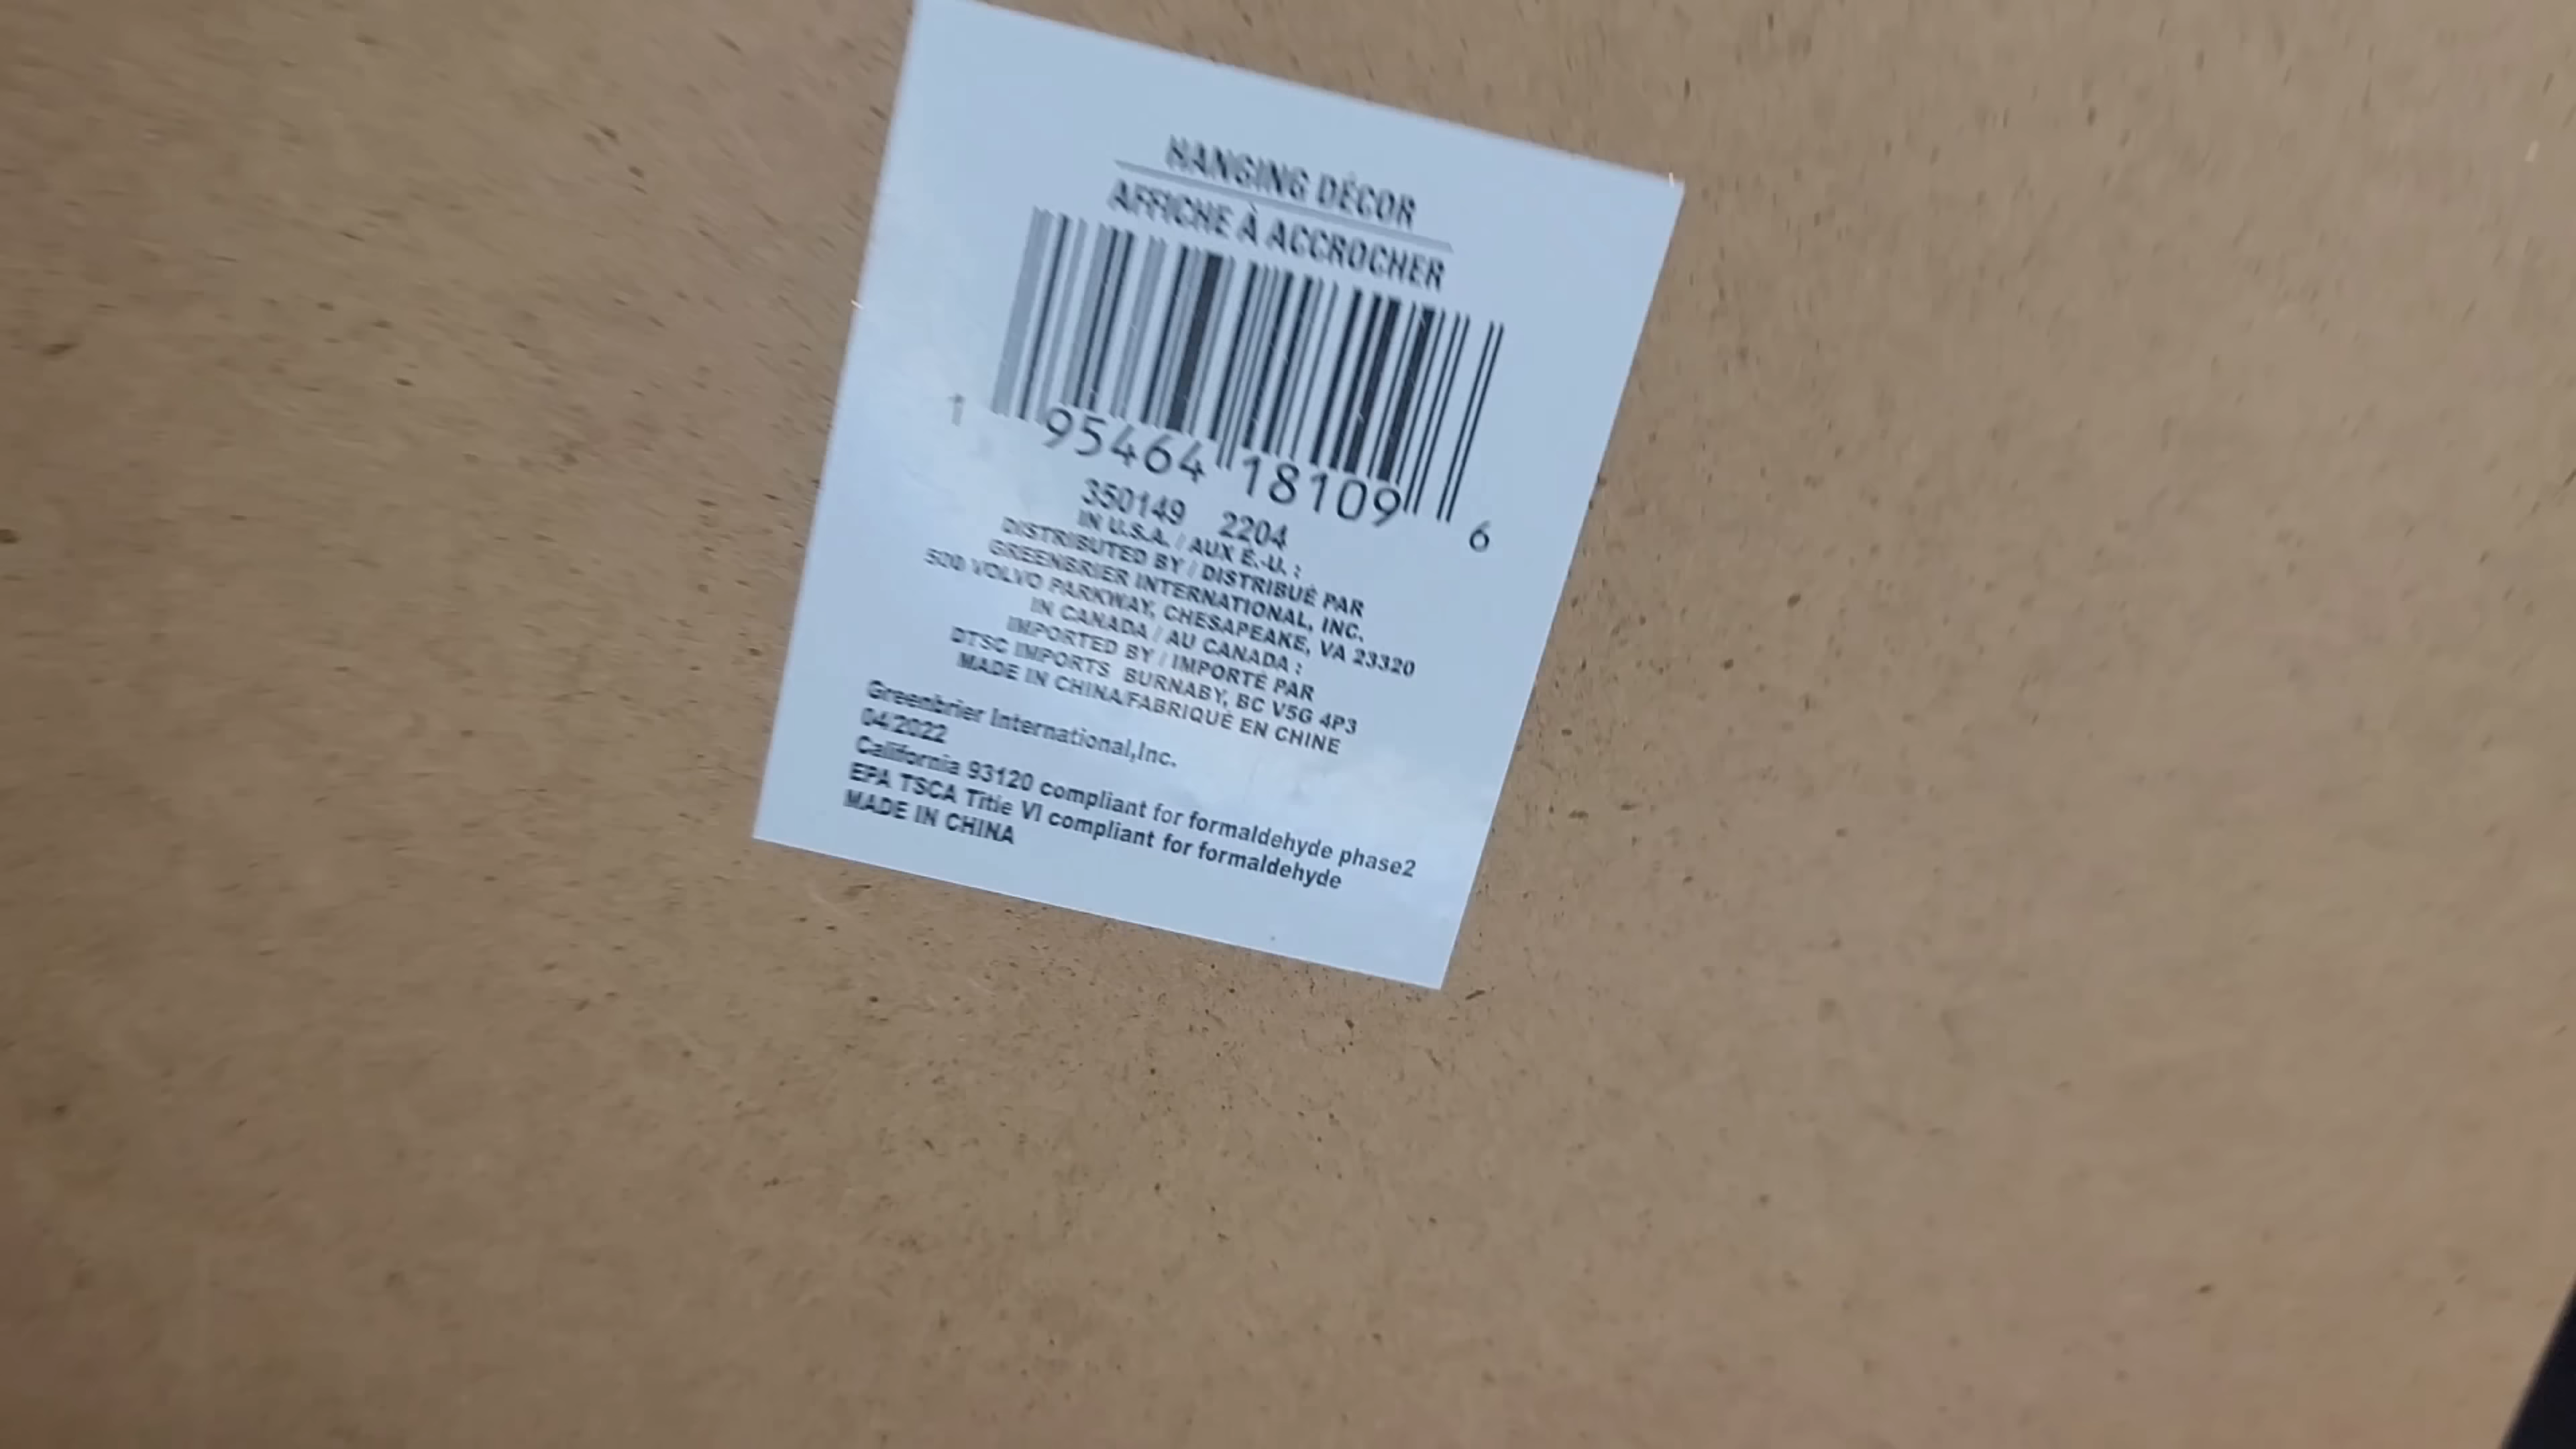 HANGING DÉCOR
AFFICHE À ACCROCHER
1 95464 18109 6
350149 2204
IN U.S.A. / AUX É.-U. :
DISTRIBUTED BY / DISTRIBUÉ PAR
GREENBRIER INTERNATIONAL, INC.
500 VOLVO PARKWAY, CHESAPEAKE, VA 23320
IN CANADA / AU CANADA :
IMPORTED BY / IMPORTÉ PAR
DTSC IMPORTS BURNABY, BC V5G 4P3
MADE IN CHINA/FABRIQUÉ EN CHINE
Greenbrier International,Inc.
04/2022
California 93120 compliant for formaldehyde phase2
EPA TSCA Title VI compliant for formaldehyde
MADE IN CHINA